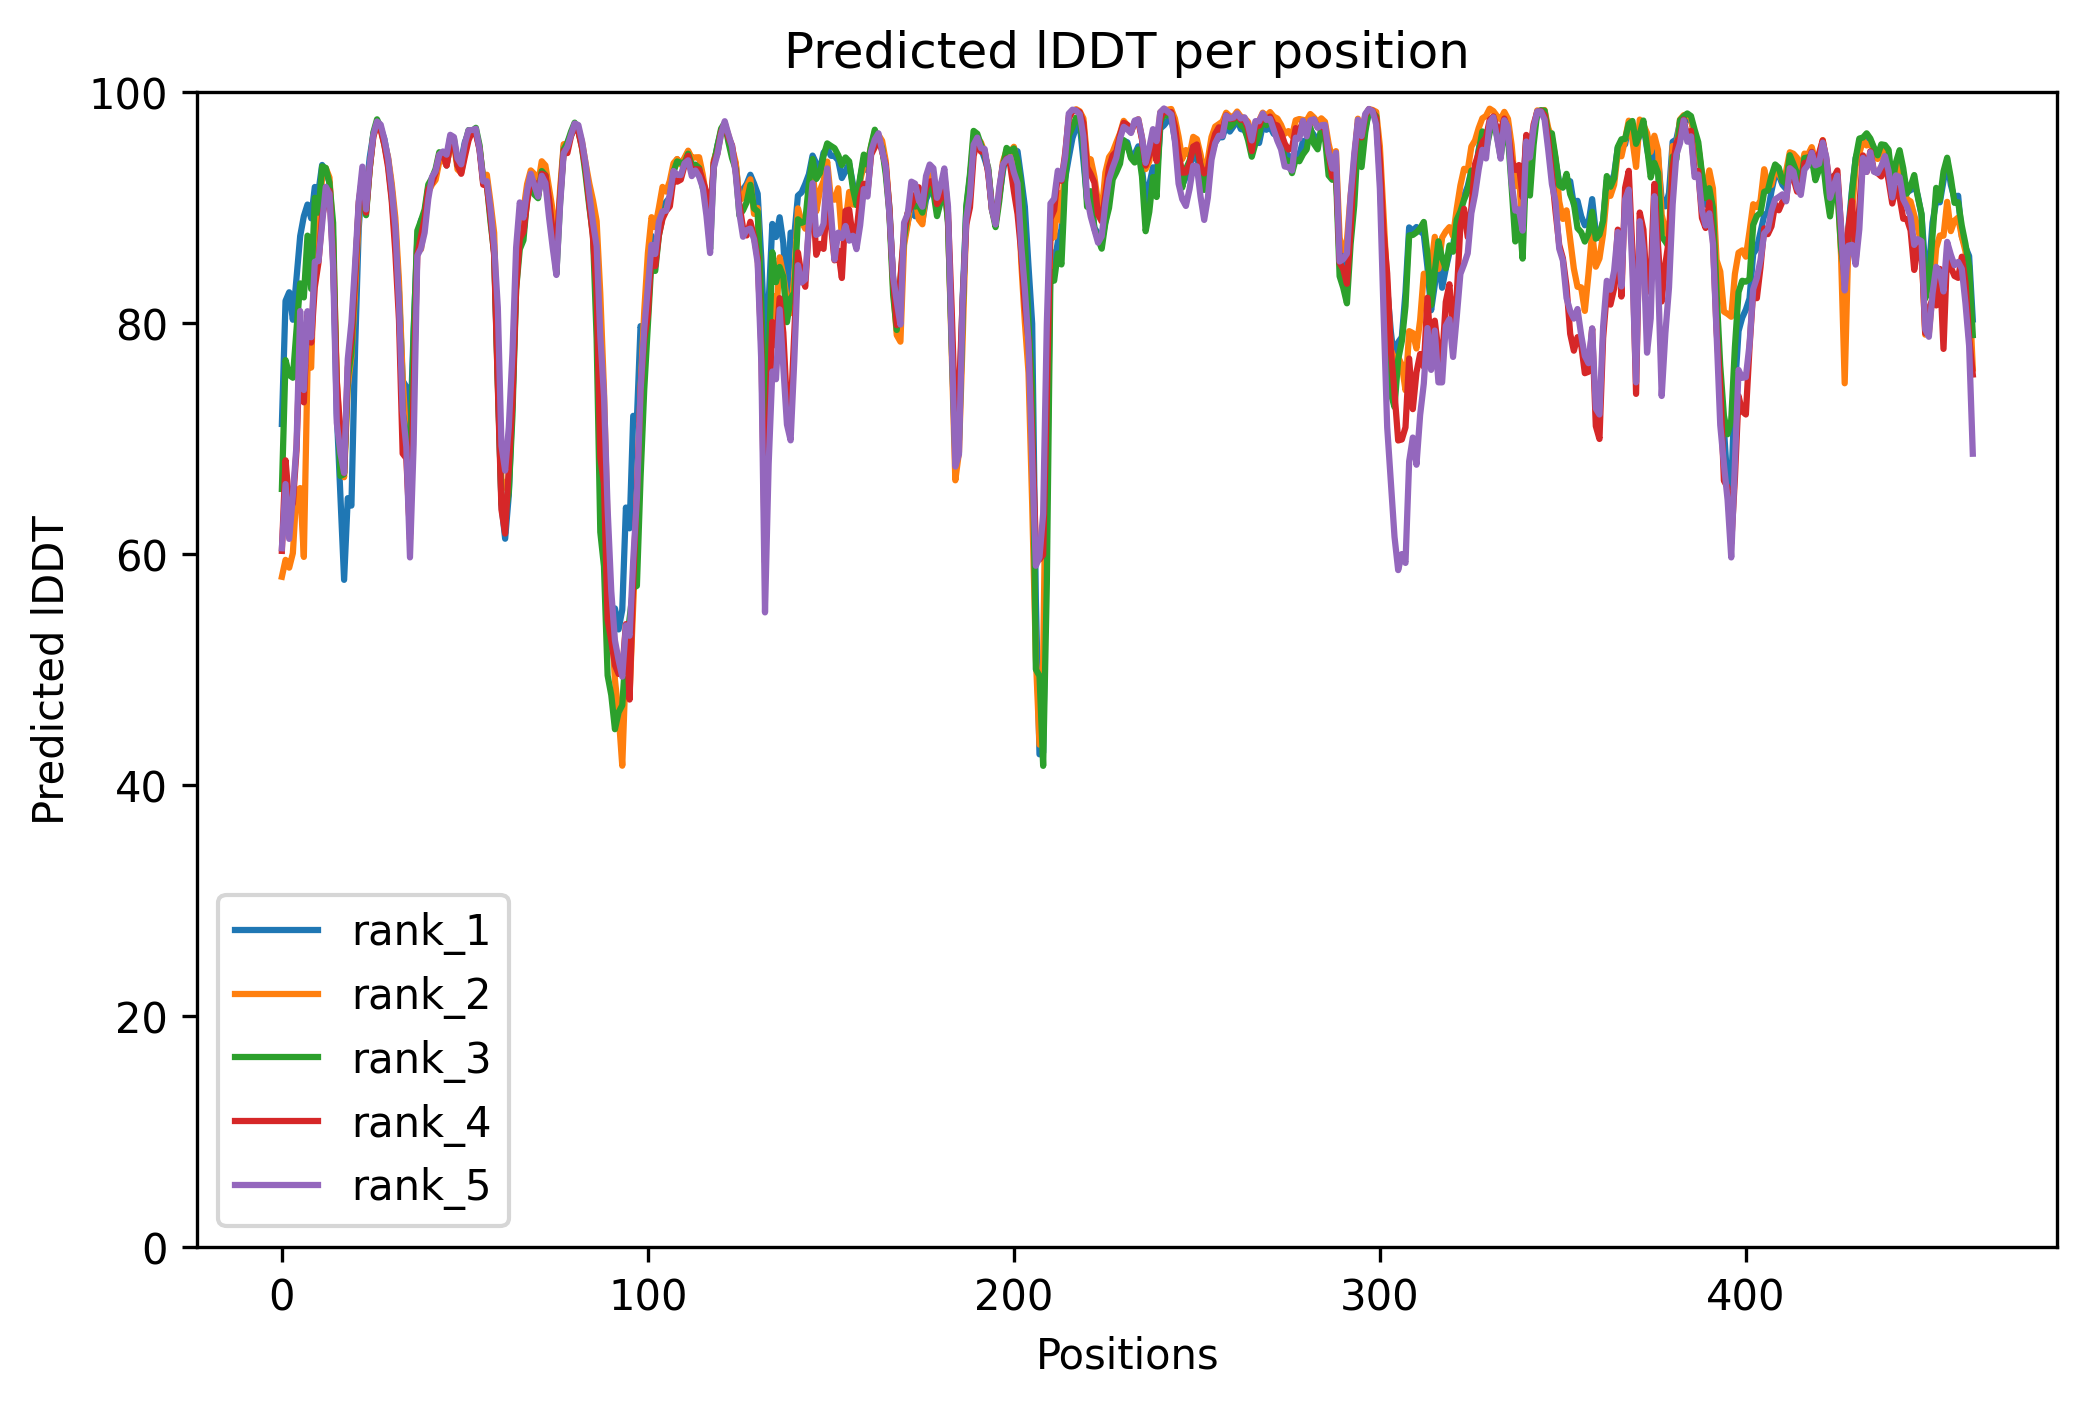 Predicted lDDT per position
100
80
60
40
20
0
Predicted lDDT
rank_1
rank_2
rank_3
rank_4
rank_5
0 100 200 300 400
Positions